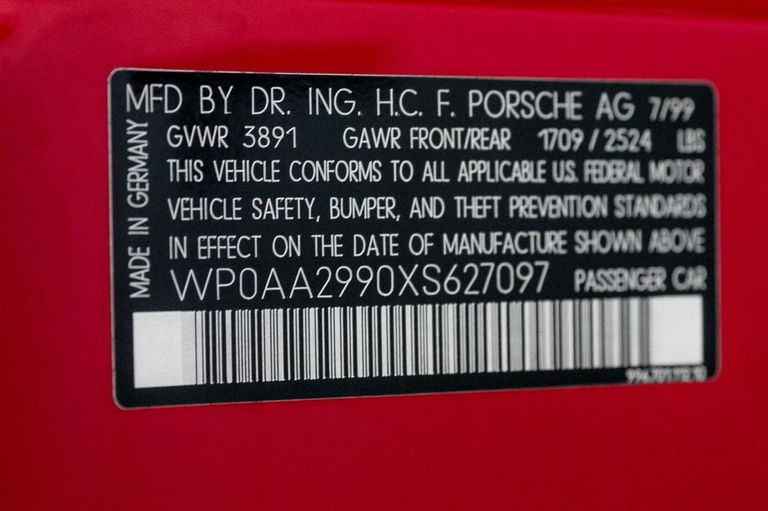 MFD BY DR. ING. H.C. F. PORSCHE AG 7/99
GVWR 3891 GAWR FRONT/REAR 1709 / 2524 LBS
THIS VEHICLE CONFORMS TO ALL APPLICABLE U.S. FEDERAL MOTOR
VEHICLE SAFETY, BUMPER, AND THEFT PREVENTION STANDARDS
IN EFFECT ON THE DATE OF MANUFACTURE SHOWN ABOVE
WP0AA2990XS627097 PASSENGER CAR
MADE IN GERMANY